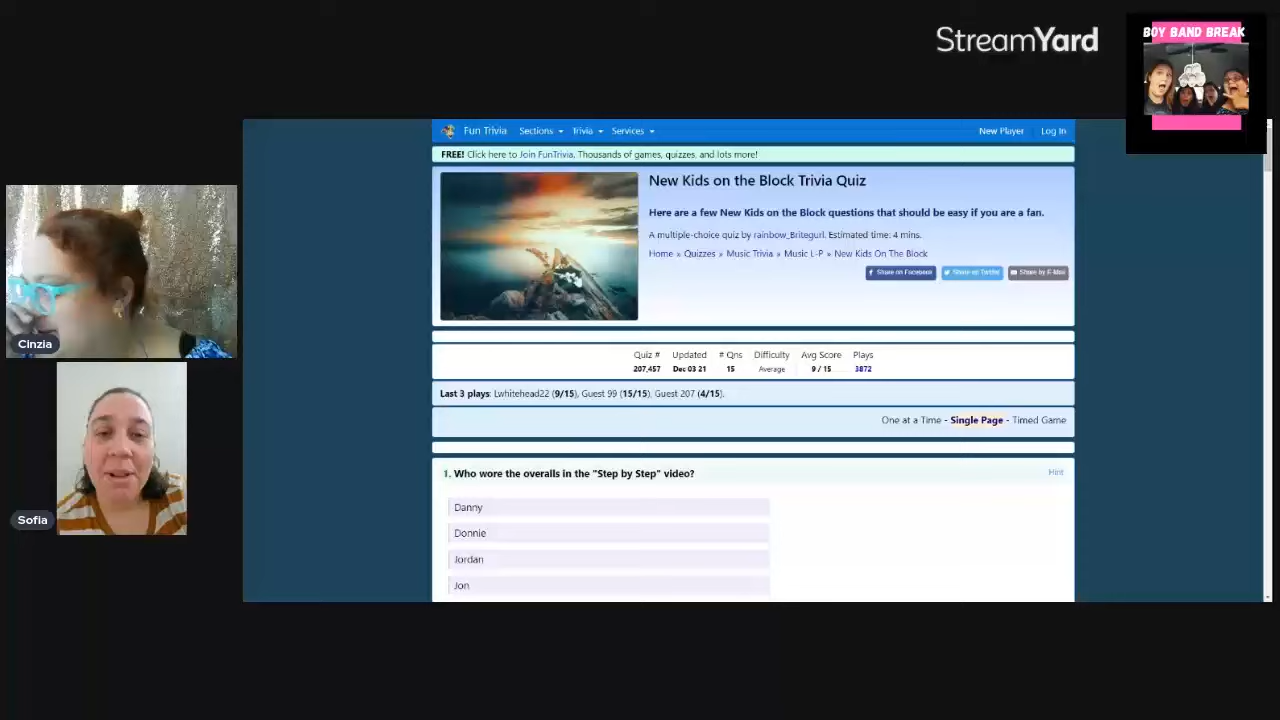 StreamYard
BOY BAND BREAK
Fun Trivia Sections Trivia Services New Player Log In
FREE! Click here to Join FunTrivia. Thousands of games, quizzes, and lots more!
New Kids on the Block Trivia Quiz
Here are a few New Kids on the Block questions that should be easy if you are a fan.
A multiple-choice quiz by rainbow_Britegurl. Estimated time: 4 mins.
Home » Quizzes » Music Trivia » Music L-P » New Kids On The Block
Share on Facebook Share on Twitter Share by E-Mail
Quiz # Updated # Qns Difficulty Avg Score Plays
207,457 Dec 03 21 15 Average 9 / 15 3872
Last 3 plays: Lwhitehead22 (9/15), Guest 99 (15/15), Guest 207 (4/15).
One at a Time - Single Page - Timed Game
1. Who wore the overalls in the "Step by Step" video? Hint
Danny
Donnie
Jordan
Jon
Cinzia
Sofia